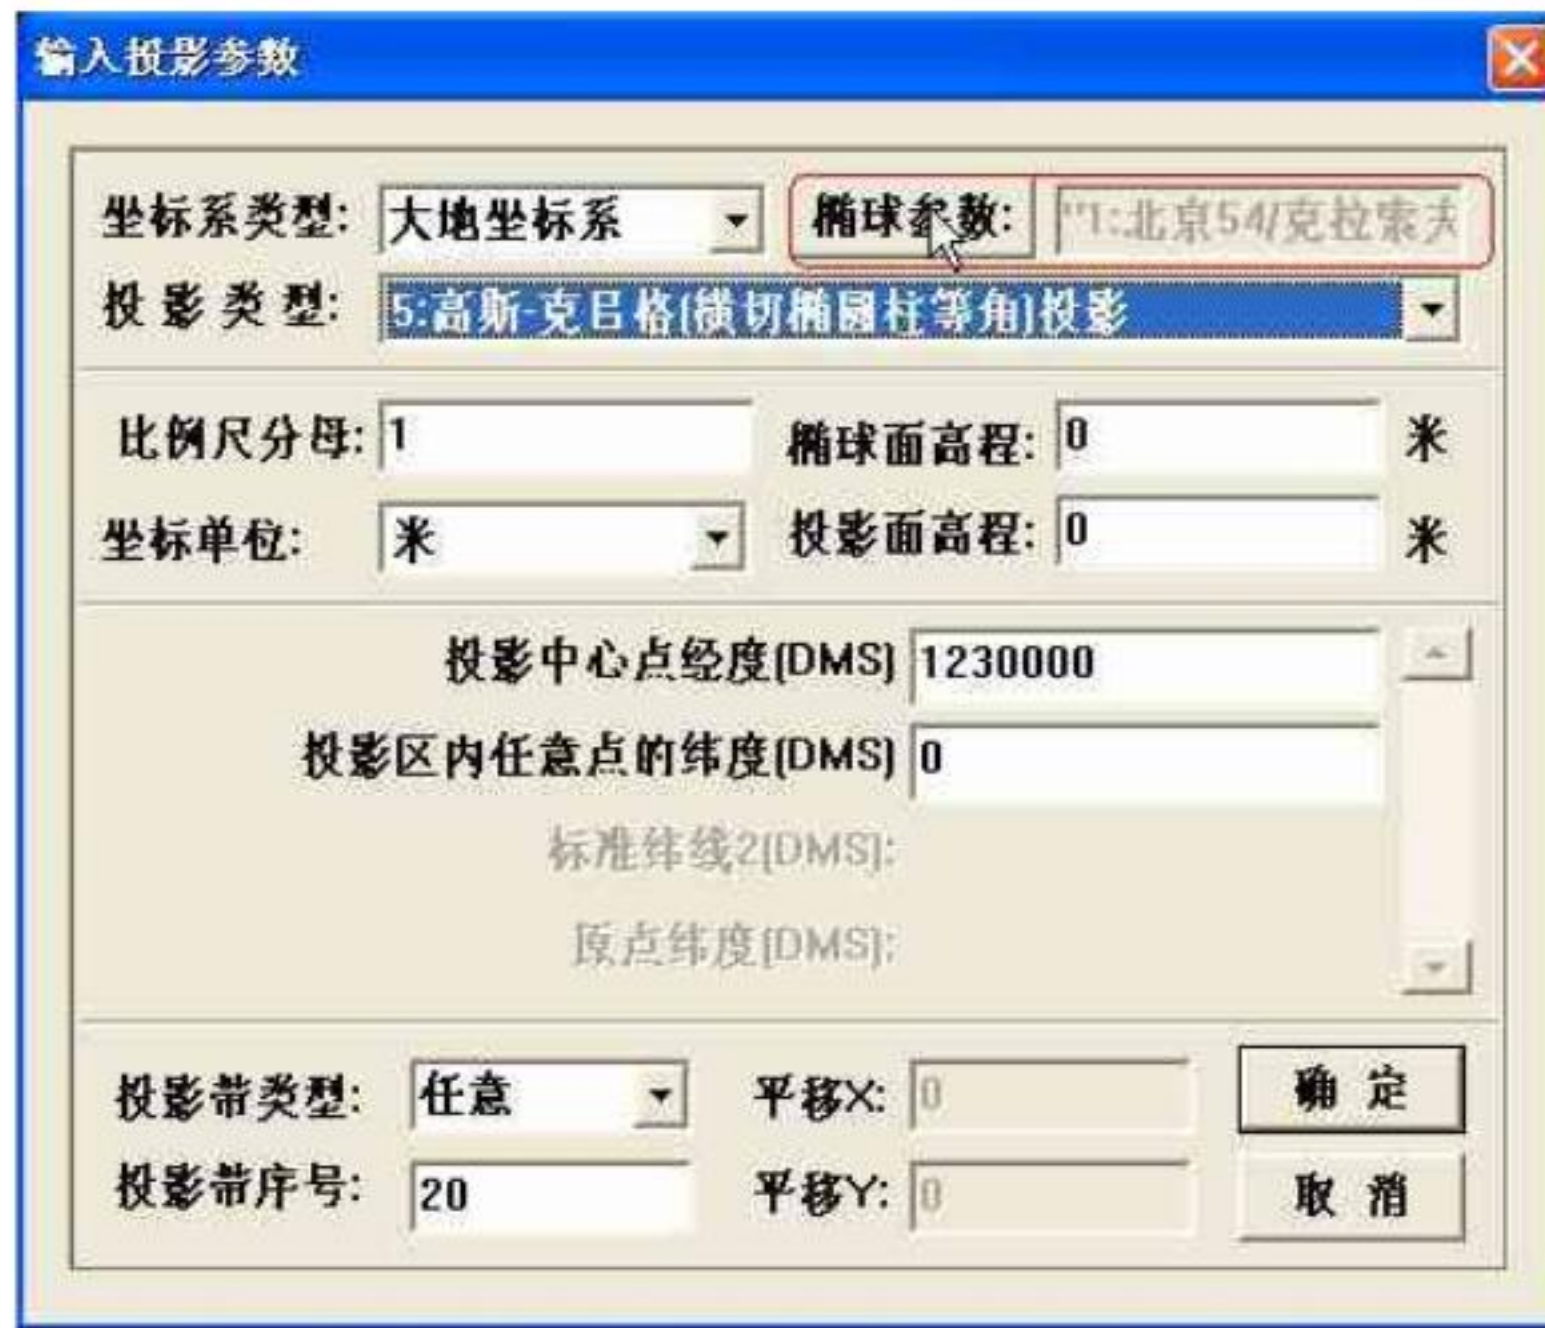 输入投影参数
坐标系类型: 大地坐标系 椭球参数: "1:北京54/克拉索夫
投影类型: 5:高斯-克吕格(横切椭圆柱等角)投影
比例尺分母: 1 椭球面高程: 0 米
坐标单位: 米 投影面高程: 0 米
投影中心点经度(DMS) 1230000
投影区内任意点的纬度(DMS) 0
标准纬线2(DMS):
原点纬度(DMS):
投影带类型: 任意 平移X: 0 确定
投影带序号: 20 平移Y: 0 取消